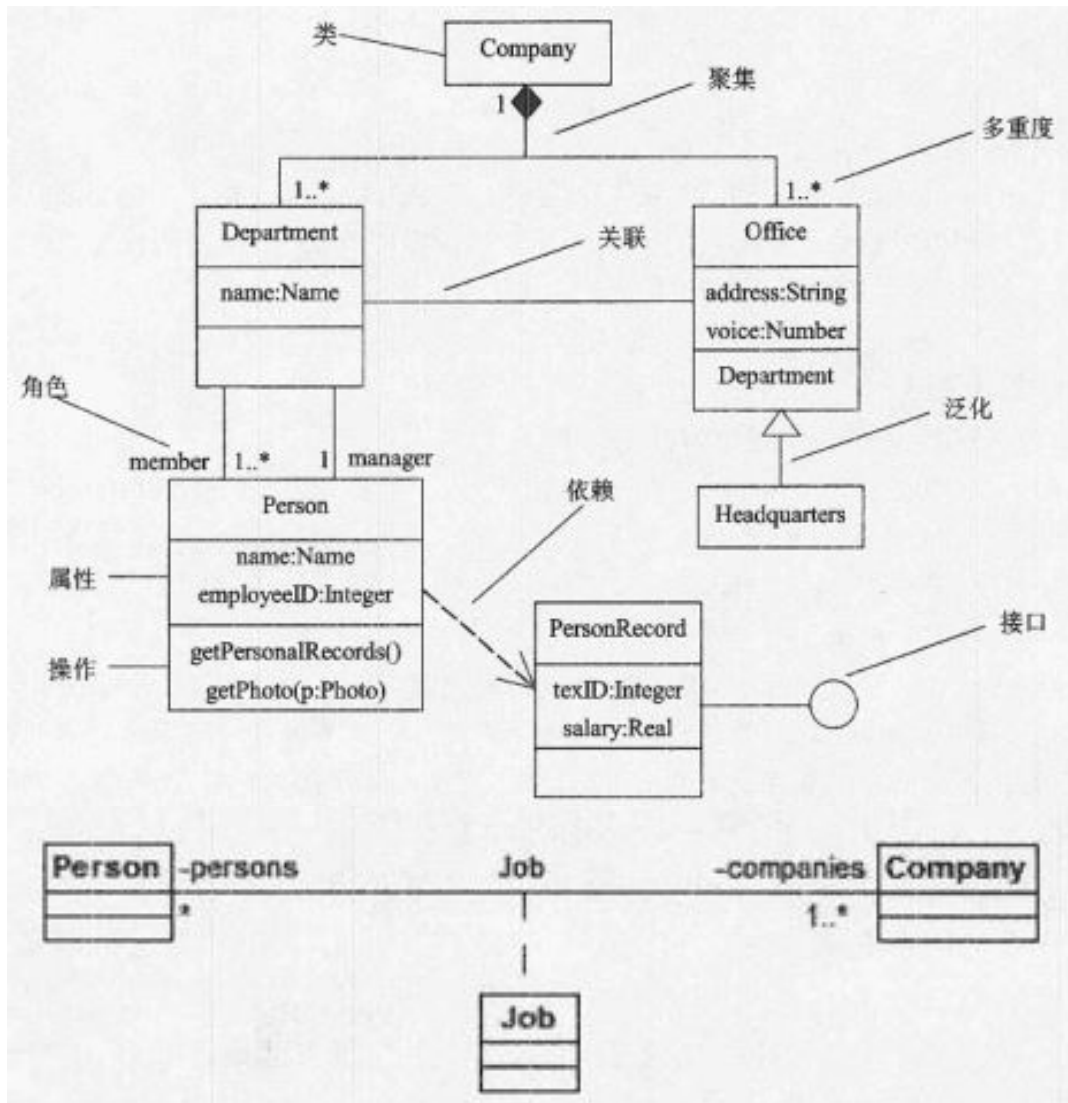 类
Company
聚集
1
多重度
1..*
1..*
Department
Office
关联
name:Name
address:String
voice:Number
Department
角色
泛化
member
1..*
1
manager
依赖
Person
Headquarters
name:Name
属性
employeeID:Integer
接口
PersonRecord
getPersonalRecords()
操作
texID:Integer
getPhoto(p:Photo)
salary:Real
Person
-persons
Job
-companies
Company
*
1..*
Job